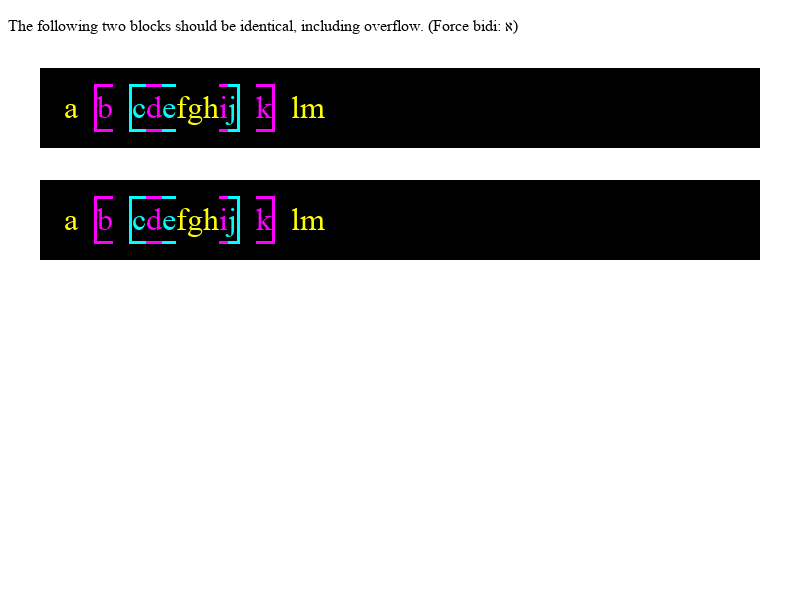 The following two blocks should be identical, including overflow. (Force bidi: א)
a b cdefghij k lm
a b cdefghij k lm